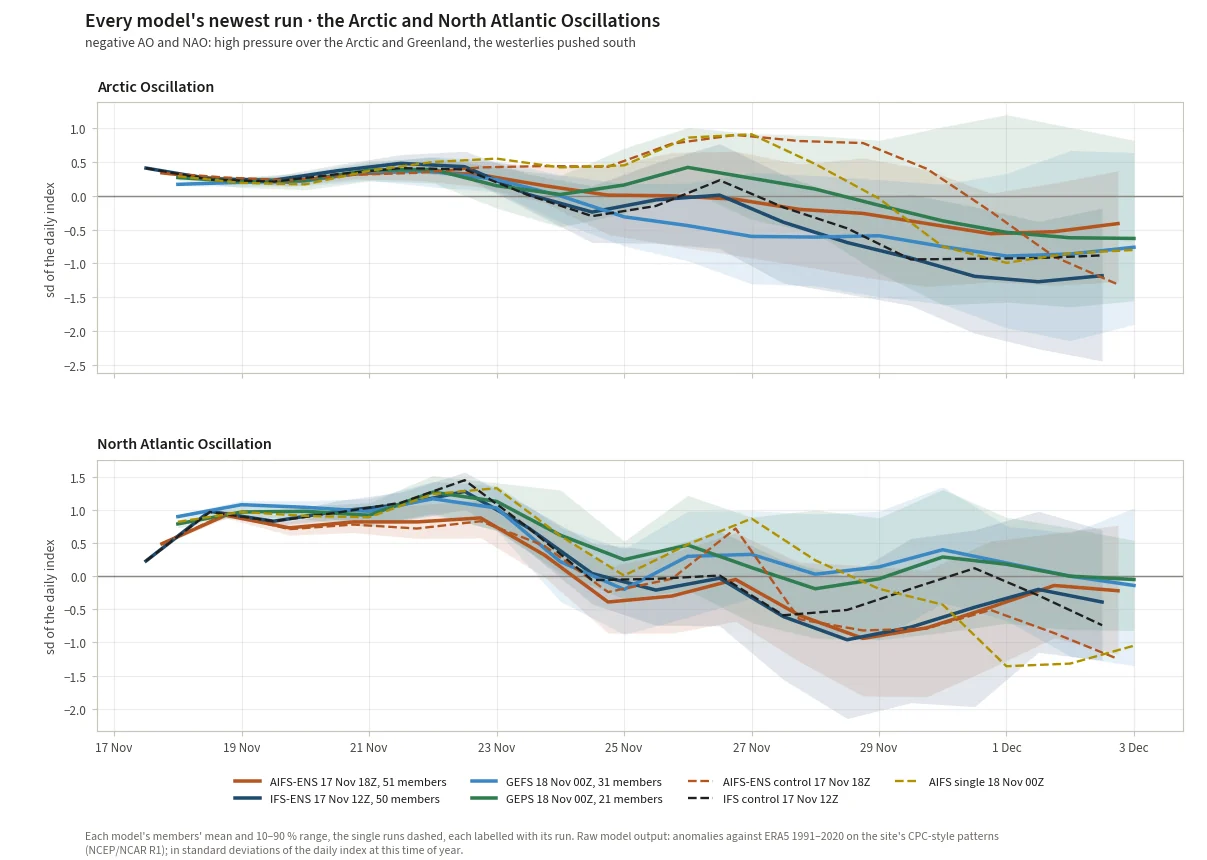 Every model's newest run · the Arctic and North Atlantic Oscillations
negative AO and NAO: high pressure over the Arctic and Greenland, the westerlies pushed south
Arctic Oscillation
sd of the daily index
1.0
0.5
0.0
−0.5
−1.0
−1.5
−2.0
−2.5
North Atlantic Oscillation
sd of the daily index
1.5
1.0
0.5
0.0
−0.5
−1.0
−1.5
−2.0
17 Nov 19 Nov 21 Nov 23 Nov 25 Nov 27 Nov 29 Nov 1 Dec 3 Dec
AIFS-ENS 17 Nov 18Z, 51 members GEFS 18 Nov 00Z, 31 members AIFS-ENS control 17 Nov 18Z AIFS single 18 Nov 00Z
IFS-ENS 17 Nov 12Z, 50 members GEPS 18 Nov 00Z, 21 members IFS control 17 Nov 12Z
Each model's members' mean and 10–90 % range, the single runs dashed, each labelled with its run. Raw model output: anomalies against ERA5 1991–2020 on the site's CPC-style patterns
(NCEP/NCAR R1); in standard deviations of the daily index at this time of year.